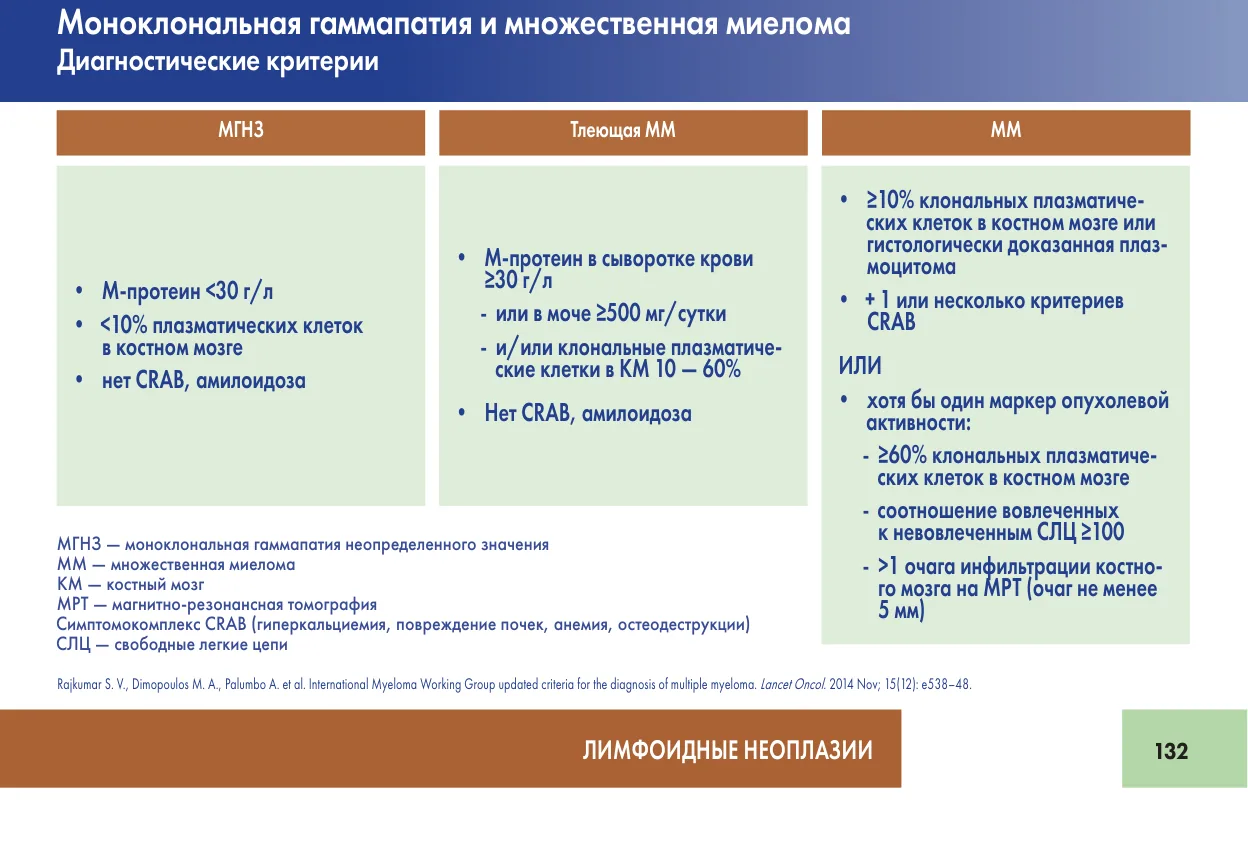 Моноклональная гаммапатия и множественная миелома
Диагностические критерии
МГНЗ
• М-протеин <30 г/л
• <10% плазматических клеток
в костном мозге
• нет CRAB, амилоидоза
Тлеющая ММ
• М-протеин в сыворотке крови
≥30 г/л
- или в моче ≥500 мг/сутки
- и/или клональные плазматиче-
ские клетки в КМ 10 — 60%
• Нет CRAB, амилоидоза
ММ
• ≥10% клональных плазматиче-
ских клеток в костном мозге или
гистологически доказанная плаз-
моцитома
• + 1 или несколько критериев
CRAB
ИЛИ
• хотя бы один маркер опухолевой
активности:
- ≥60% клональных плазматиче-
ских клеток в костном мозге
- соотношение вовлеченных
к невовлеченным СЛЦ ≥100
- >1 очага инфильтрации костно-
го мозга на МРТ (очаг не менее
5 мм)
МГНЗ — моноклональная гаммапатия неопределенного значения
ММ — множественная миелома
КМ — костный мозг
МРТ — магнитно-резонансная томография
Симптомокомплекс CRAB (гиперкальциемия, повреждение почек, анемия, остеодеструкции)
СЛЦ — свободные легкие цепи
Rajkumar S. V., Dimopoulos M. A., Palumbo A. et al. International Myeloma Working Group updated criteria for the diagnosis of multiple myeloma. Lancet Oncol. 2014 Nov; 15(12): e538–48.
ЛИМФОИДНЫЕ НЕОПЛАЗИИ
132